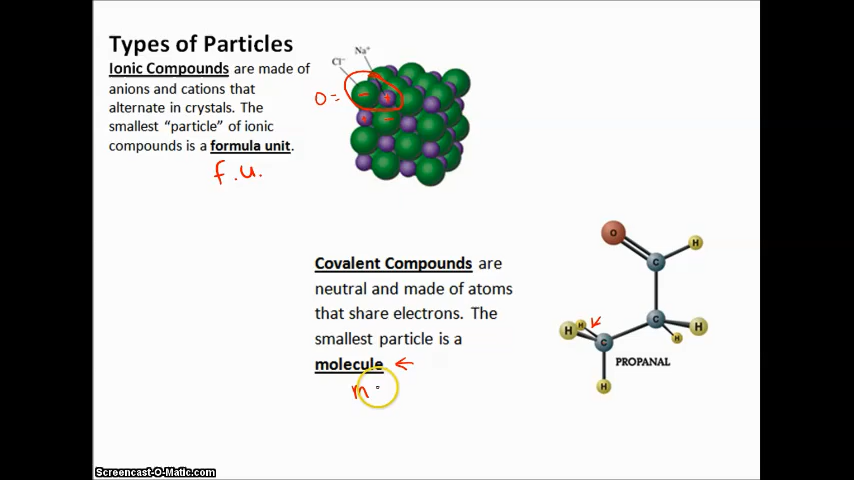 Types of Particles
Ionic Compounds are made of
anions and cations that
alternate in crystals. The
smallest “particle” of ionic
compounds is a formula unit.
f.u.
Cl⁻
Na⁺
0=
-
+
+
-
Covalent Compounds are
neutral and made of atoms
that share electrons. The
smallest particle is a
molecule ←
m
O
H
C
C
H
H
H
H
C
PROPANAL
H
Screencast-O-Matic.com